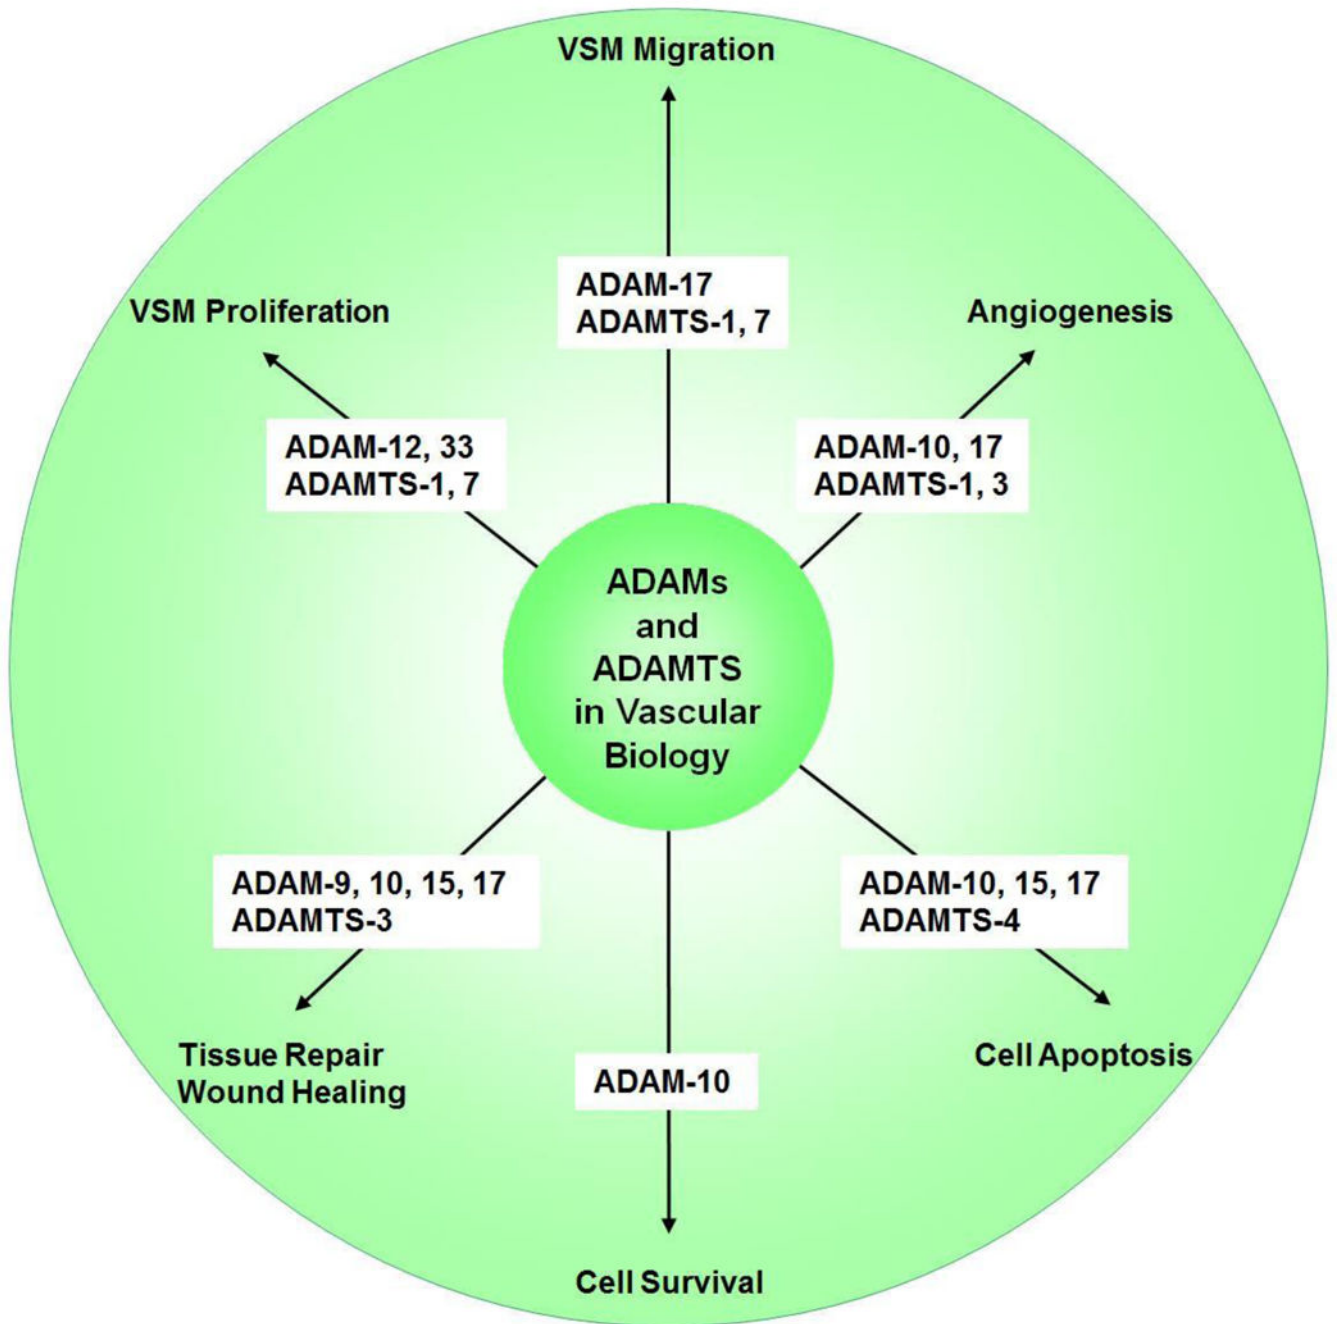 VSM Migration
ADAM-17
ADAMTS-1, 7
VSM Proliferation
ADAM-12, 33
ADAMTS-1, 7
Angiogenesis
ADAM-10, 17
ADAMTS-1, 3
ADAMs
and
ADAMTS
in Vascular
Biology
ADAM-9, 10, 15, 17
ADAMTS-3
Tissue Repair
Wound Healing
ADAM-10
Cell Survival
ADAM-10, 15, 17
ADAMTS-4
Cell Apoptosis